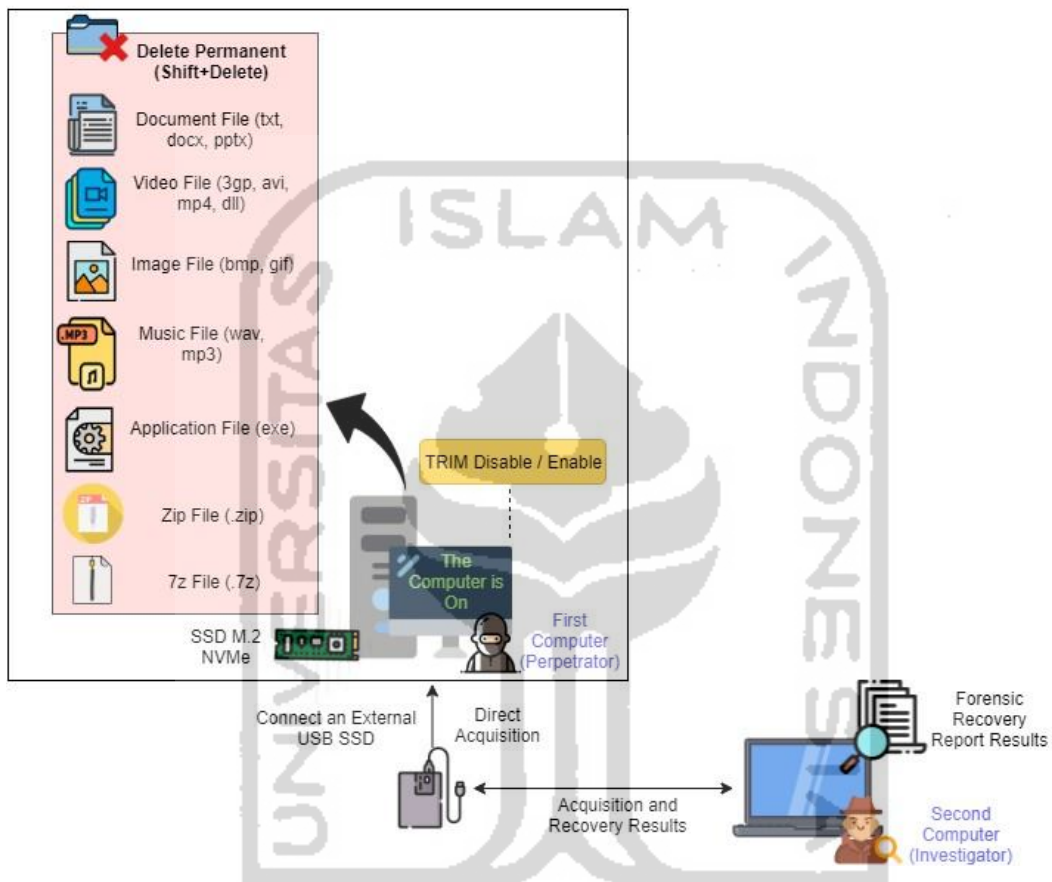 Delete Permanent
(Shift+Delete)
Document File (txt,
docx, pptx)
Video File (3gp, avi,
mp4, dll)
Image File (bmp, gif)
.MP3
Music File (wav,
mp3)
Application File (exe)
ZIP
Zip File (.zip)
7z File (.7z)
TRIM Disable / Enable
The
Computer is
On
SSD M.2
NVMe
First
Computer
(Perpetrator)
Connect an External
USB SSD
Direct
Acquisition
Acquisition and
Recovery Results
Forensic
Recovery
Report Results
Second
Computer
(Investigator)
UNIVERSITAS
ISLAM
INDONESIA